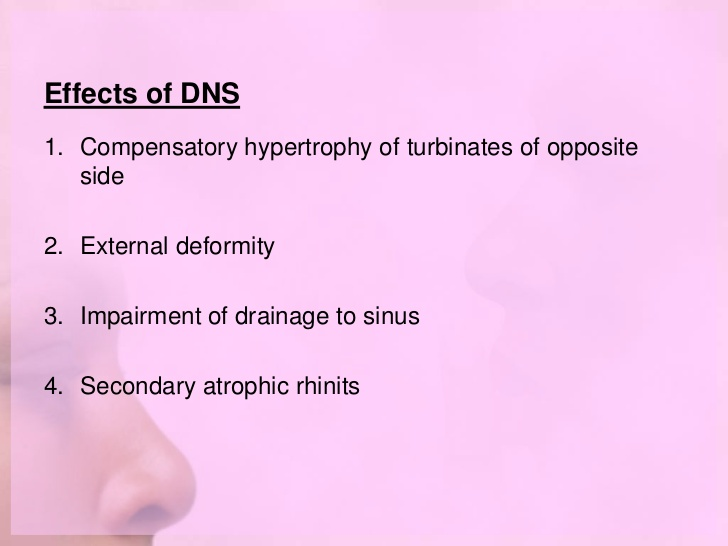 Effects of DNS
1. Compensatory hypertrophy of turbinates of opposite
side
2. External deformity
3. Impairment of drainage to sinus
4. Secondary atrophic rhinits